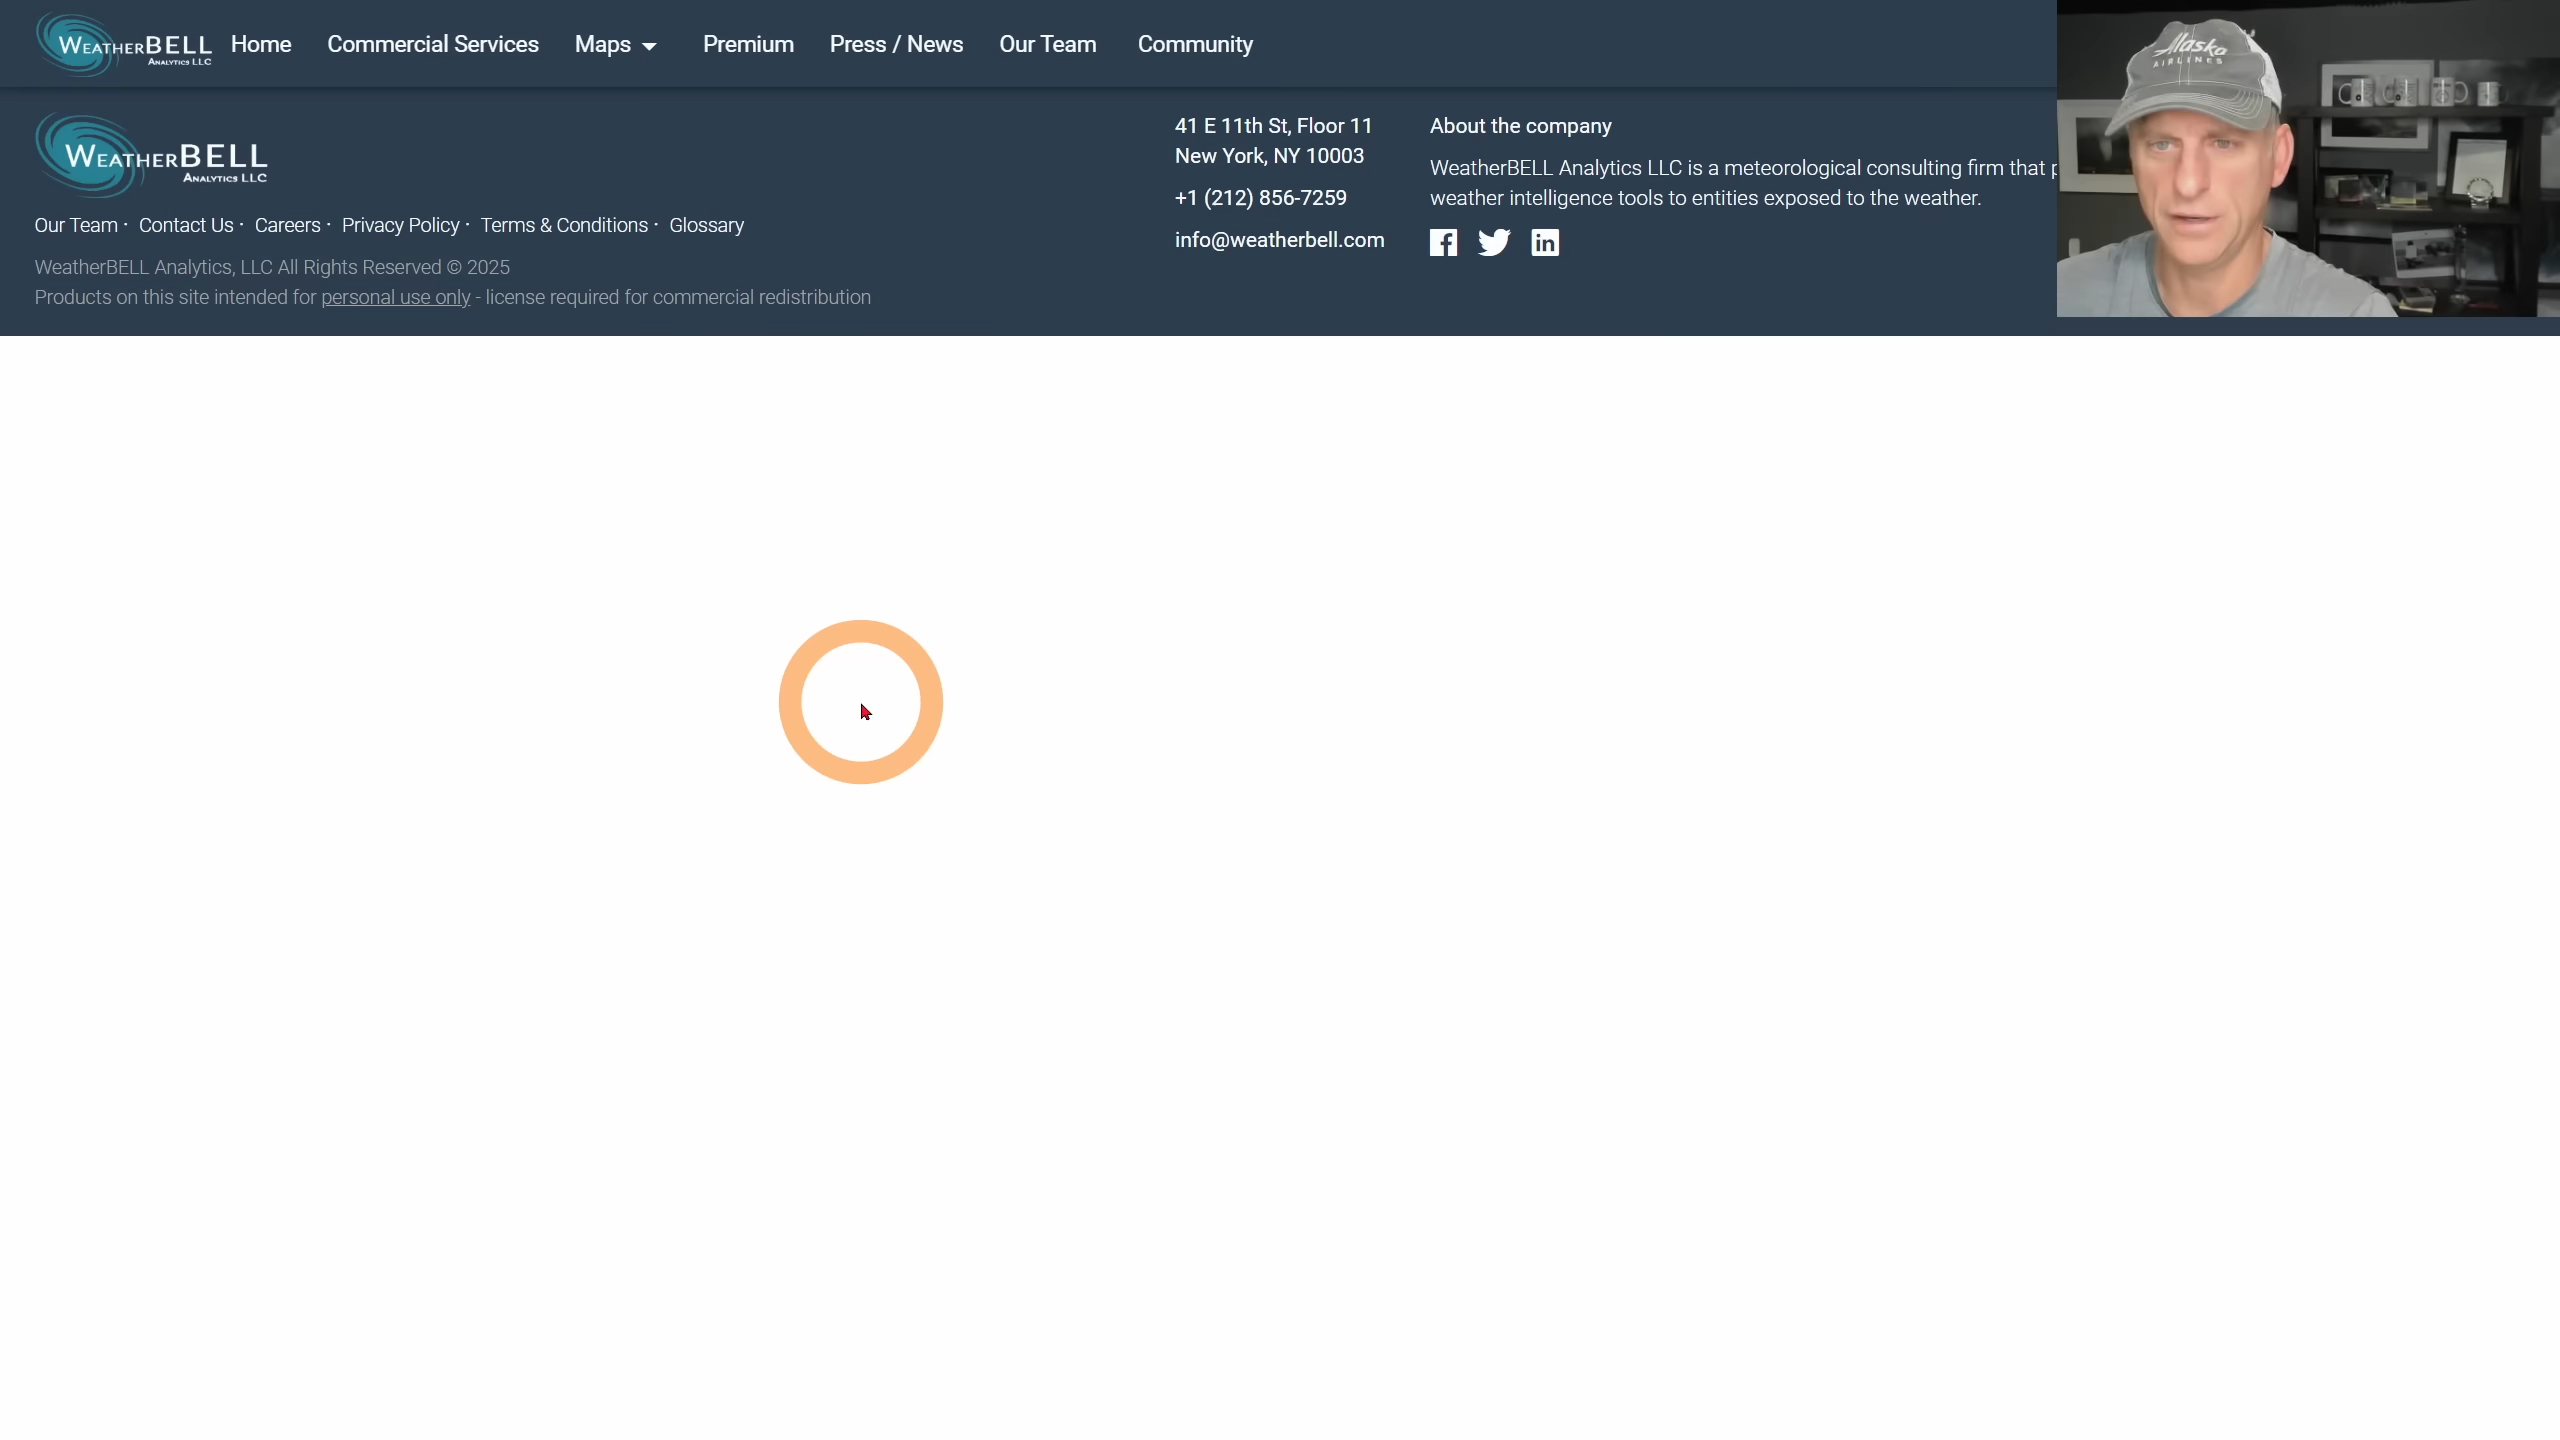 WEATHERBELL
ANALYTICS LLC
Home Commercial Services Maps Premium Press / News Our Team Community
Alaska
AIRLINES
WEATHERBELL
ANALYTICS LLC
Our Team · Contact Us · Careers · Privacy Policy · Terms & Conditions · Glossary
WeatherBELL Analytics, LLC All Rights Reserved © 2025
Products on this site intended for personal use only - license required for commercial redistribution
41 E 11th St, Floor 11
New York, NY 10003
+1 (212) 856-7259
info@weatherbell.com
About the company
WeatherBELL Analytics LLC is a meteorological consulting firm that
weather intelligence tools to entities exposed to the weather.